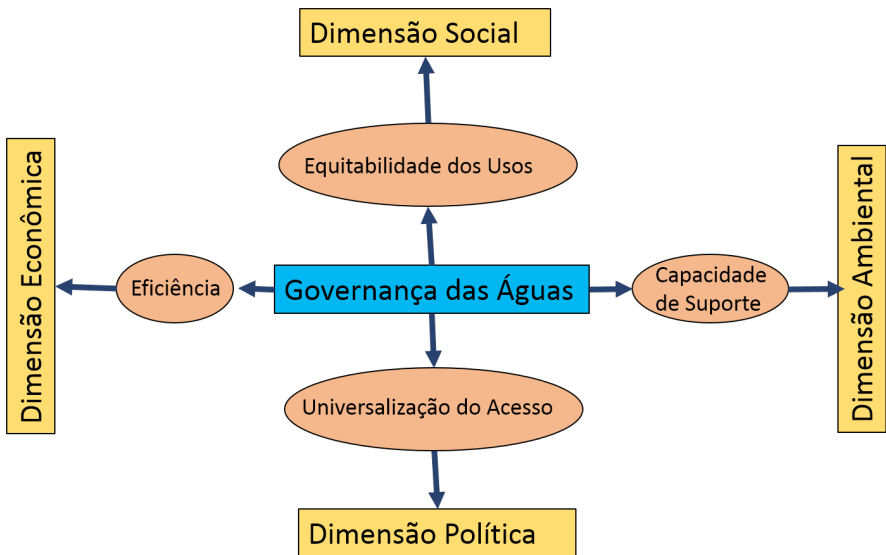 Dimensão Social
Equitabilidade dos Usos
Dimensão Econômica
Eficiência
Governança das Águas
Capacidade
de Suporte
Dimensão Ambiental
Universalização do Acesso
Dimensão Política